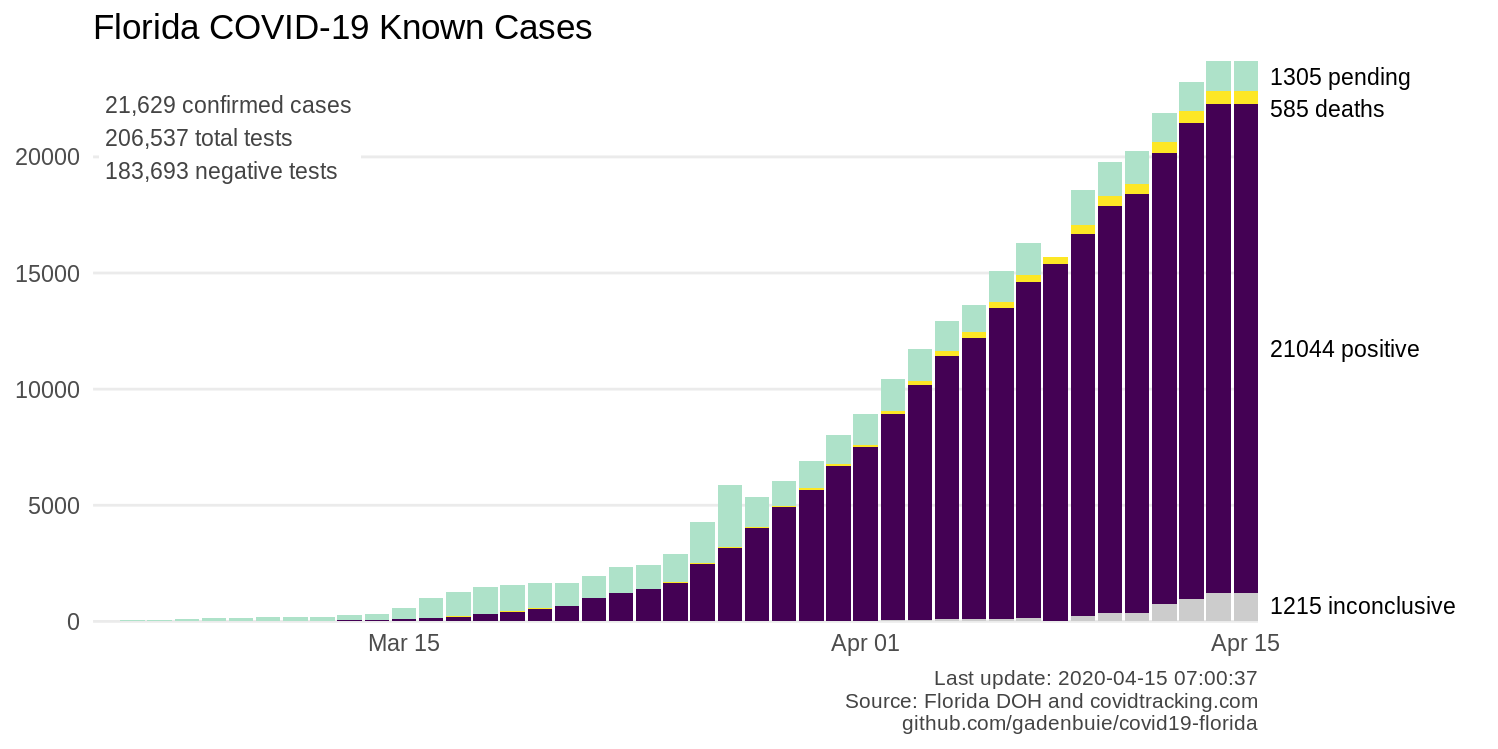 Florida COVID-19 Known Cases
21,629 confirmed cases
206,537 total tests
183,693 negative tests
20000
15000
10000
5000
0
1305 pending
585 deaths
21044 positive
1215 inconclusive
Mar 15
Apr 01
Apr 15
Last update: 2020-04-15 07:00:37
Source: Florida DOH and covidtracking.com
github.com/gadenbuie/covid19-florida